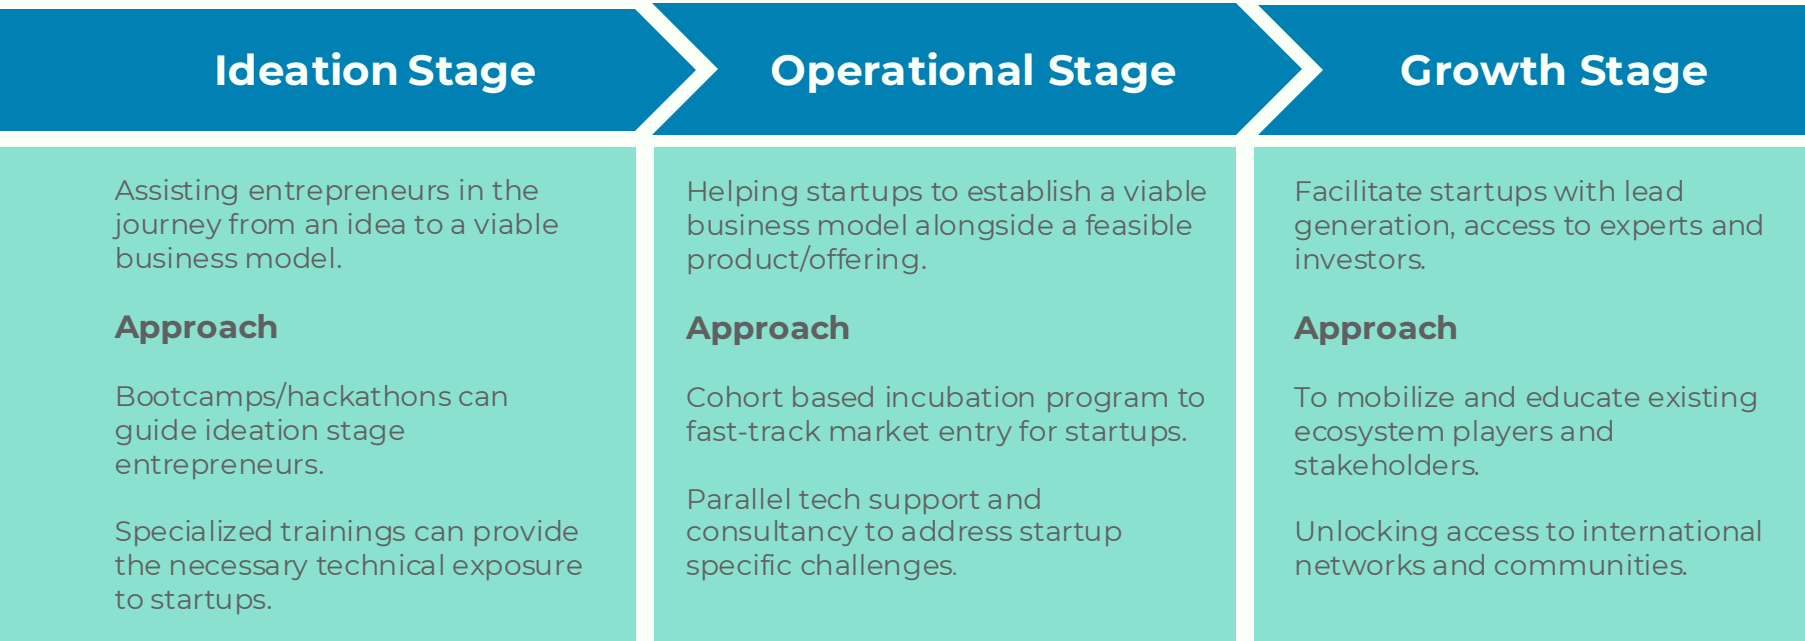 Ideation Stage
Assisting entrepreneurs in the
journey from an idea to a viable
business model.
Approach
Bootcamps/hackathons can
guide ideation stage
entrepreneurs.
Specialized trainings can provide
the necessary technical exposure
to startups.
Operational Stage
Helping startups to establish a viable
business model alongside a feasible
product/offering.
Approach
Cohort based incubation program to
fast-track market entry for startups.
Parallel tech support and
consultancy to address startup
specific challenges.
Growth Stage
Facilitate startups with lead
generation, access to experts and
investors.
Approach
To mobilize and educate existing
ecosystem players and
stakeholders.
Unlocking access to international
networks and communities.